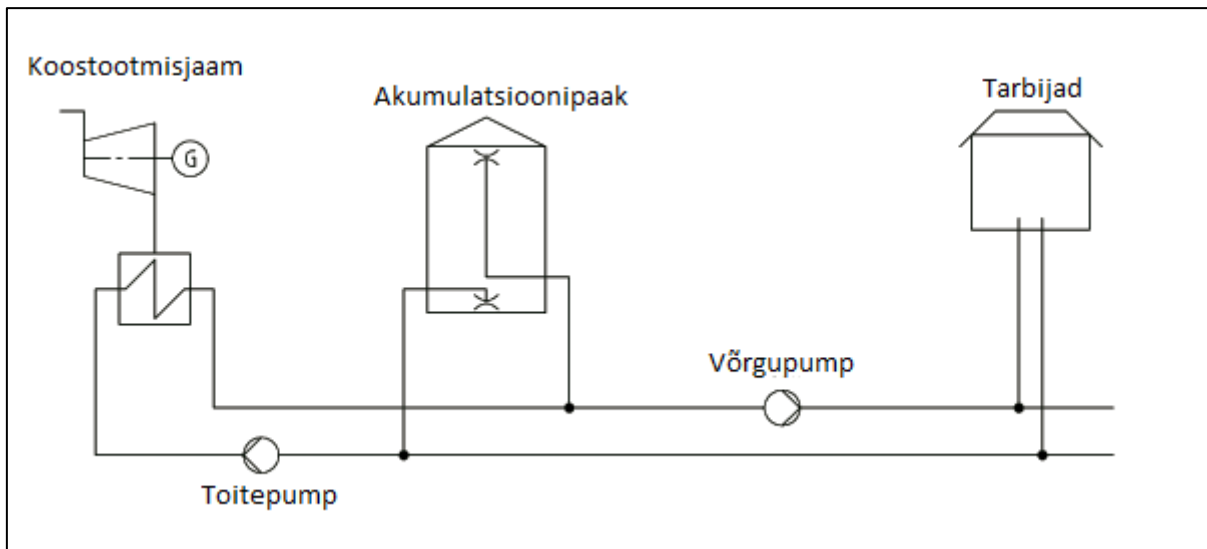 Koostootmisjaam
Akumulatsioonipaak
Tarbijad
G
Võrgupump
Toitepump